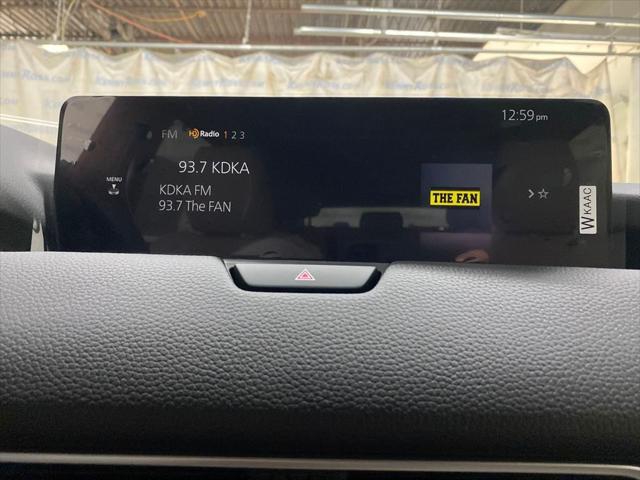 12:59 pm
FM HD Radio 1 2 3
93.7 KDKA
MENU
KDKA FM
93.7 The FAN
THE FAN
W KAAC